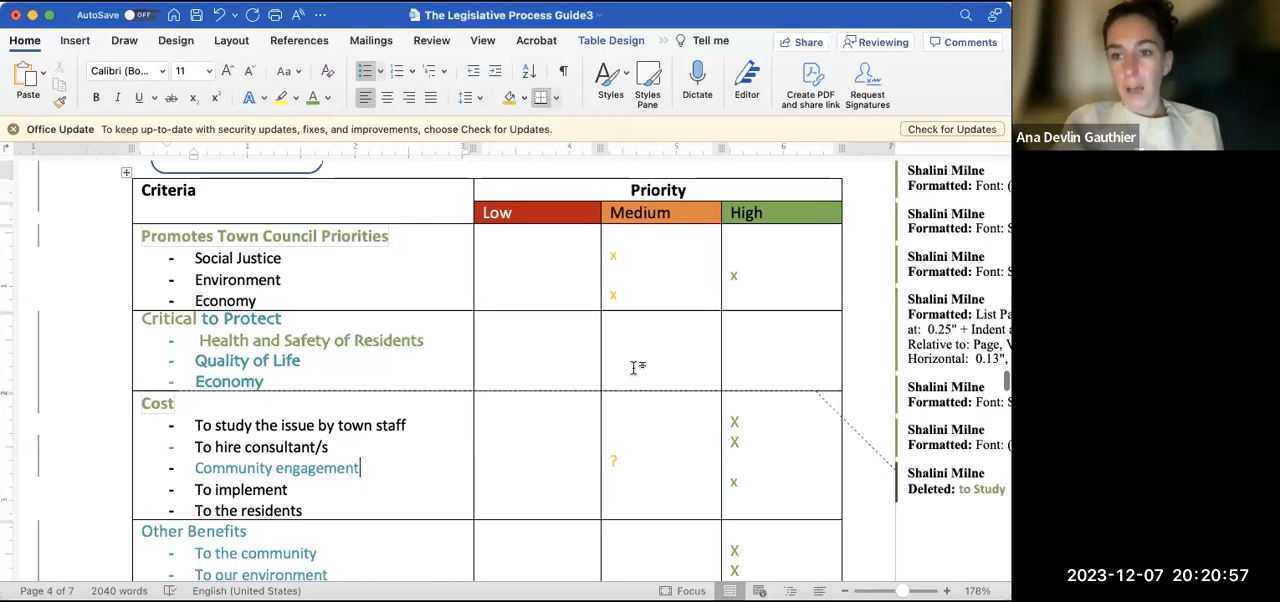 AutoSave OFF The Legislative Process Guide3
Home Insert Draw Design Layout References Mailings Review View Acrobat Table Design Tell me Share Reviewing Comments
Paste Calibri (Bo... 11 Styles Styles Pane Dictate Editor Create PDF and share link Request Signatures
Office Update To keep up-to-date with security updates, fixes, and improvements, choose Check for Updates. Check for Updates
Ana Devlin Gauthier
Criteria Priority
Low Medium High
Promotes Town Council Priorities
- Social Justice x
- Environment x
- Economy x
Critical to Protect
- Health and Safety of Residents
- Quality of Life
- Economy
Cost
- To study the issue by town staff X
- To hire consultant/s X
- Community engagement ?
- To implement x
- To the residents
Other Benefits
- To the community X
- To our environment X
Shalini Milne
Formatted: Font: (
Shalini Milne
Formatted: Font: S
Shalini Milne
Formatted: Font: S
Shalini Milne
Formatted: List Pa
at: 0.25" + Indent a
Relative to: Page, V
Horizontal: 0.13",
Shalini Milne
Formatted: Font: S
Shalini Milne
Formatted: Font: (
Shalini Milne
Deleted: to Study
Page 4 of 7 2040 words English (United States) Focus 178%
2023-12-07 20:20:57